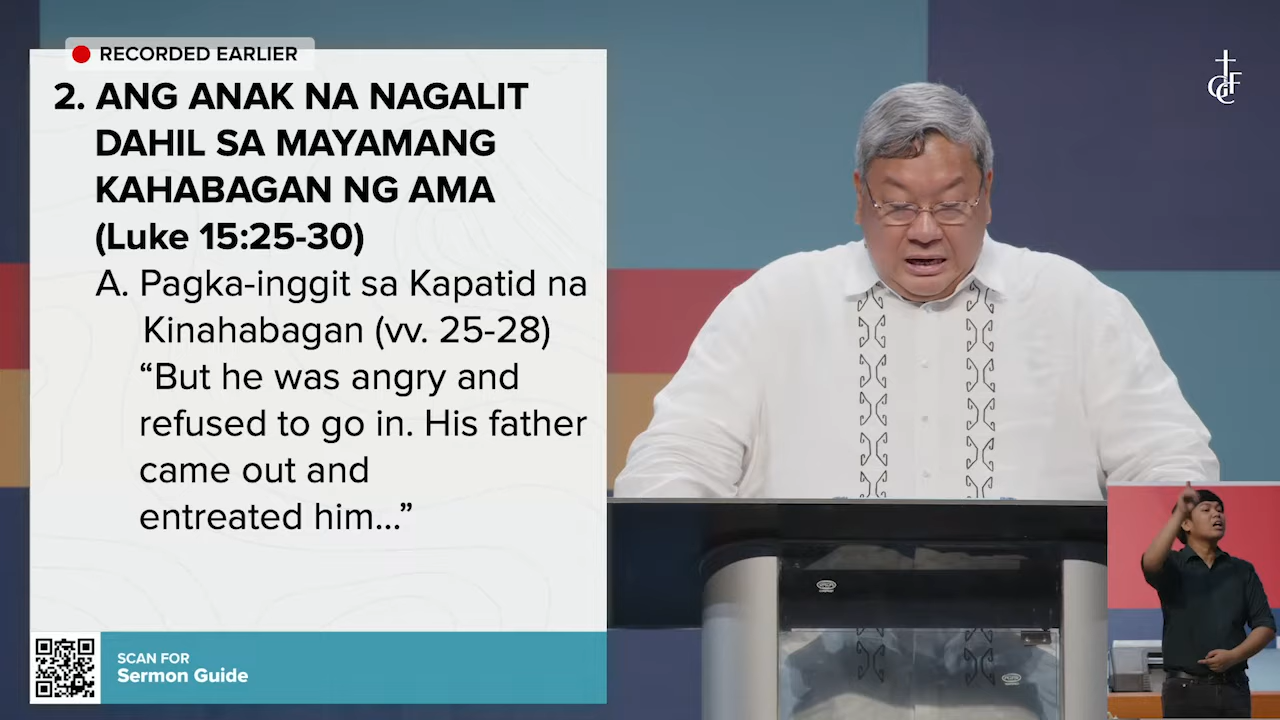 RECORDED EARLIER
2. ANG ANAK NA NAGALIT
DAHIL SA MAYAMANG
KAHABAGAN NG AMA
(Luke 15:25-30)
A. Pagka-inggit sa Kapatid na
Kinahabagan (vv. 25-28)
“But he was angry and
refused to go in. His father
came out and
entreated him...”
SCAN FOR
Sermon Guide